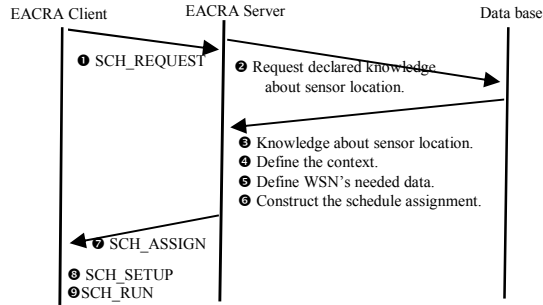 EACRA Client
EACRA Server
Data base
❶ SCH_REQUEST
❷ Request declared knowledge
about sensor location.
❸ Knowledge about sensor location.
❹ Define the context.
❺ Define WSN's needed data.
❻ Construct the schedule assignment.
❼ SCH_ASSIGN
❽ SCH_SETUP
❾SCH_RUN